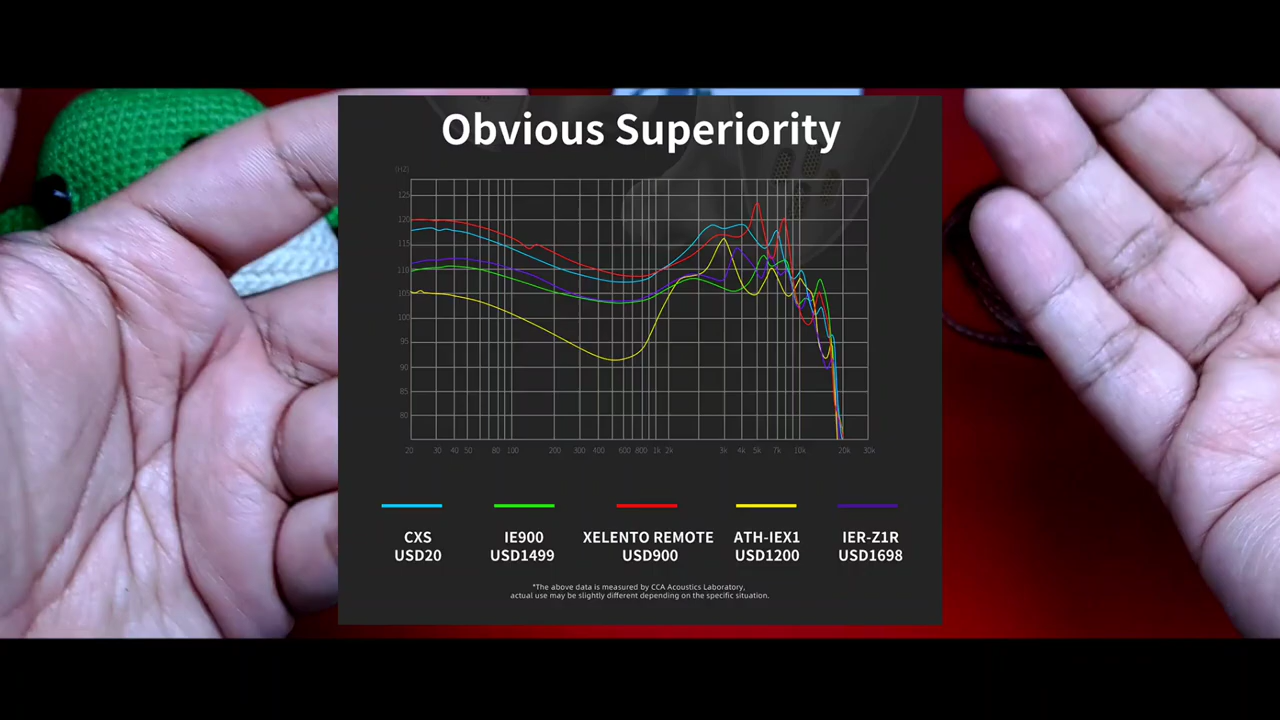 Obvious Superiority
(HZ)
125
120
115
110
105
100
95
90
85
80
20 30 40 50 80 100 200 300 400 600 800 1k 2k 3k 4k 5k 7k 10k 20k 30k
CXS IE900 XELENTO REMOTE ATH-IEX1 IER-Z1R
USD20 USD1499 USD900 USD1200 USD1698
*The above data is measured by CCA Acoustics Laboratory,
actual use may be slightly different depending on the specific situation.